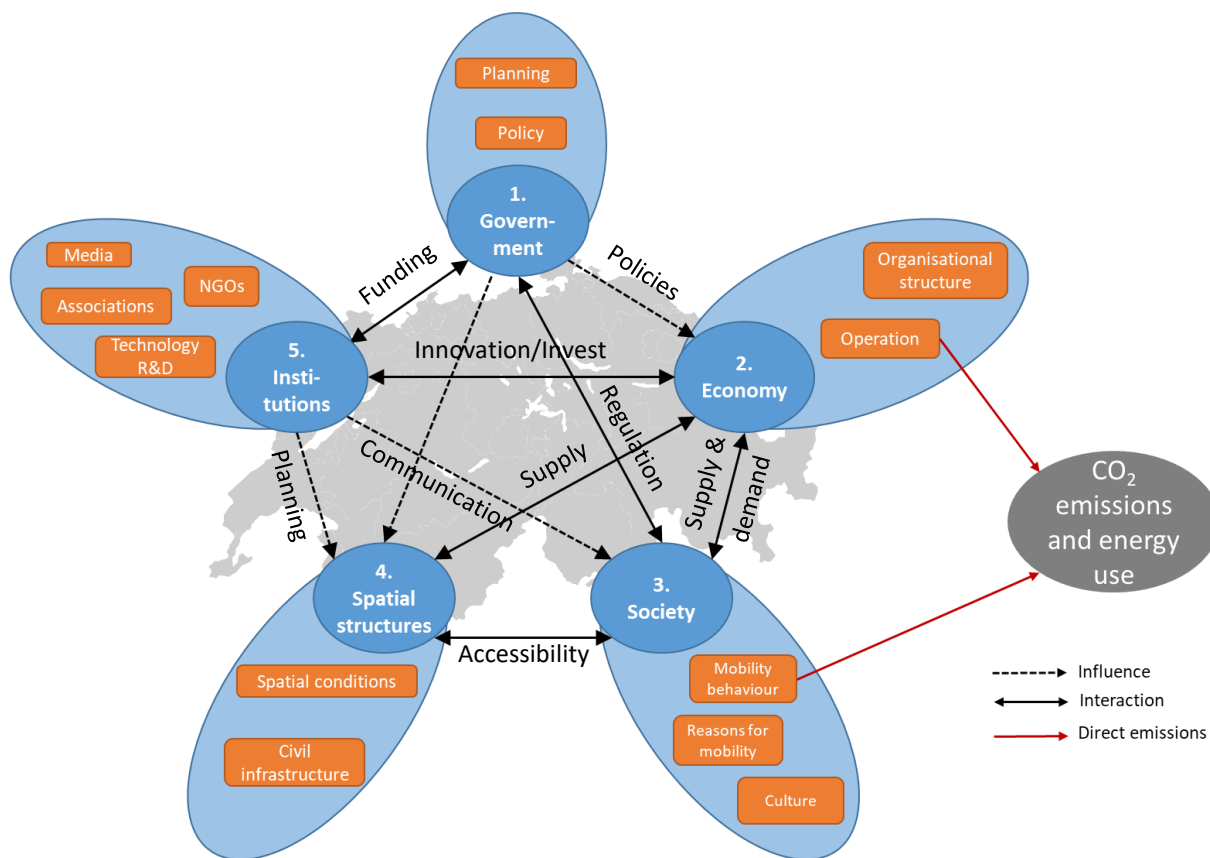 Planning
Policy
1.
Govern-
ment
Media
NGOs
Associations
Technology
R&D
5.
Insti-
tutions
Funding
Policies
Organisational
structure
Operation
2.
Economy
Innovation/Invest
Regulation
Supply
Supply &
demand
Communication
Planning
CO2
emissions
and energy
use
4.
Spatial
structures
3.
Society
Accessibility
Spatial conditions
Civil
infrastructure
Mobility
behaviour
Reasons for
mobility
Culture
Influence
Interaction
Direct emissions